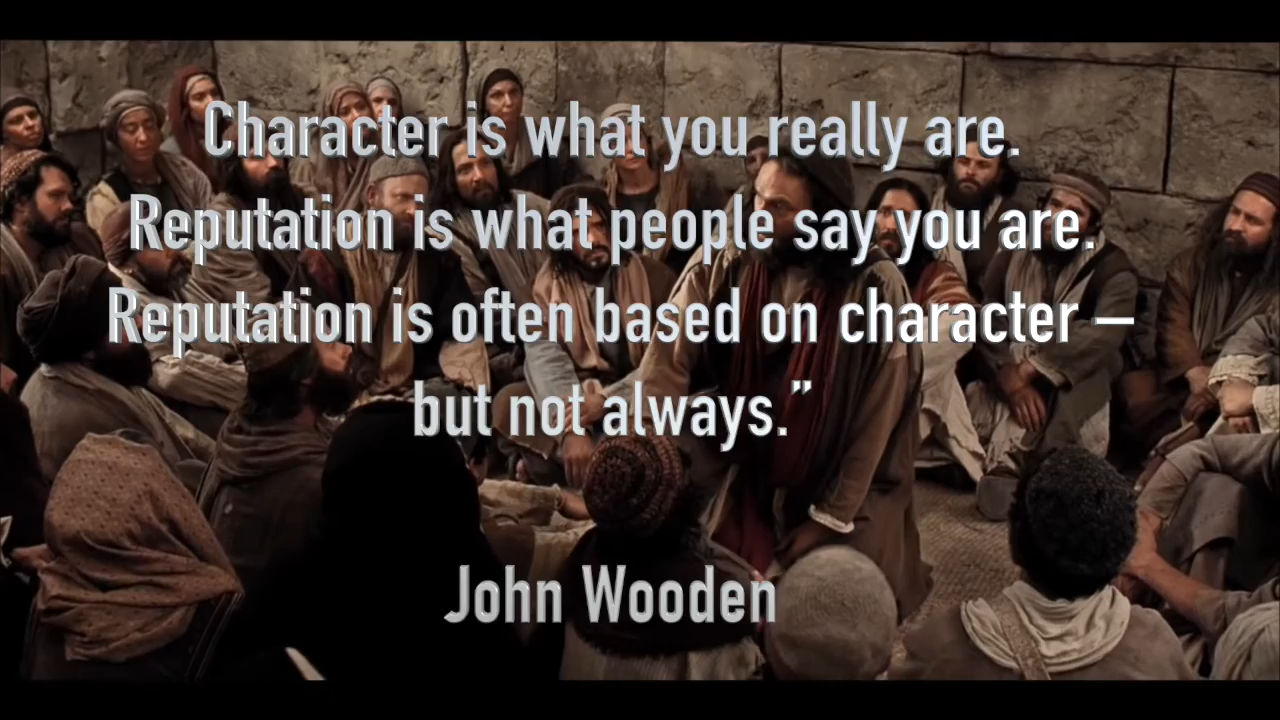 Character is what you really are.
Reputation is what people say you are.
Reputation is often based on character –
but not always.”
John Wooden